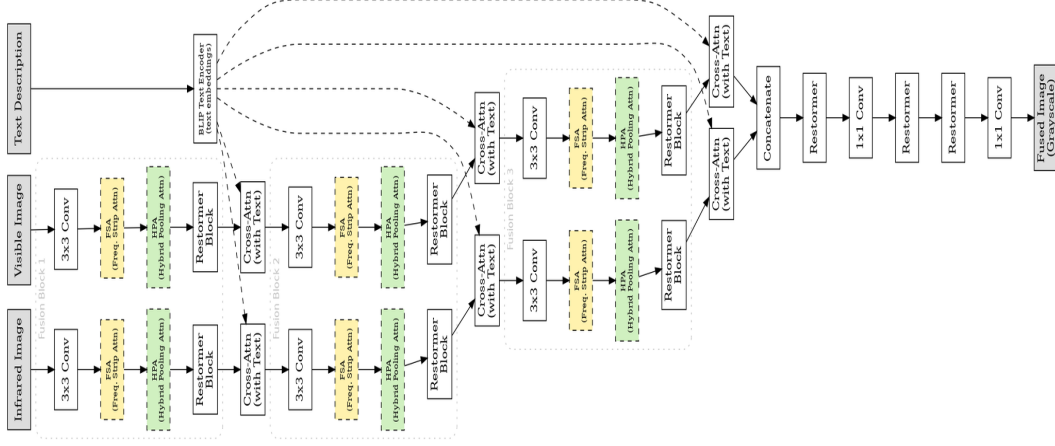 Text Description
BLIP Text Encoder
(text embeddings)
Visible Image
Infrared Image
Fusion Block 1
3x3 Conv
FSA
(Freq. Strip Attn)
HPA
(Hybrid Pooling Attn)
Restormer
Block
Cross-Attn
(with Text)
3x3 Conv
FSA
(Freq. Strip Attn)
HPA
(Hybrid Pooling Attn)
Restormer
Block
Cross-Attn
(with Text)
Fusion Block 2
3x3 Conv
FSA
(Freq. Strip Attn)
HPA
(Hybrid Pooling Attn)
Restormer
Block
Cross-Attn
(with Text)
3x3 Conv
FSA
(Freq. Strip Attn)
HPA
(Hybrid Pooling Attn)
Restormer
Block
Cross-Attn
(with Text)
Fusion Block 3
3x3 Conv
FSA
(Freq. Strip Attn)
HPA
(Hybrid Pooling Attn)
Restormer
Block
Cross-Attn
(with Text)
3x3 Conv
FSA
(Freq. Strip Attn)
HPA
(Hybrid Pooling Attn)
Restormer
Block
Cross-Attn
(with Text)
Concatenate
Restormer
1x1 Conv
Restormer
Restormer
1x1 Conv
Fused Image
(Grayscale)